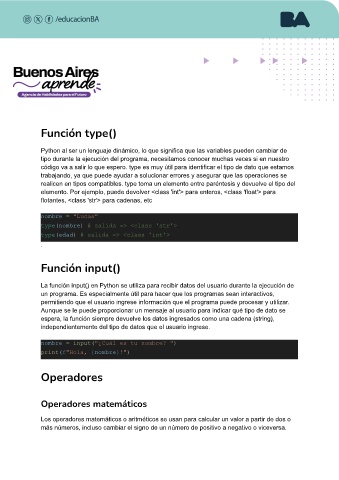 /educacionBA
BA
Buenos Aires
aprende
Agencia de Habilidades para el Futuro
Función type()
Python al ser un lenguaje dinámico, lo que significa que las variables pueden cambiar de
tipo durante la ejecución del programa, necesitamos conocer muchas veces si en nuestro
código va a salir lo que espero. type es muy útil para identificar el tipo de dato que estamos
trabajando, ya que puede ayudar a solucionar errores y asegurar que las operaciones se
realicen en tipos compatibles. type toma un elemento entre paréntesis y devuelve el tipo del
elemento. Por ejemplo, puede devolver <class 'int'> para enteros, <class 'float'> para
flotantes, <class 'str'> para cadenas, etc
nombre = "Lucas"
type(nombre) # salida => <class 'str'>
type(edad) # salida => <class 'int'>
Función input()
La función input() en Python se utiliza para recibir datos del usuario durante la ejecución de
un programa. Es especialmente útil para hacer que los programas sean interactivos,
permitiendo que el usuario ingrese información que el programa puede procesar y utilizar.
Aunque se le puede proporcionar un mensaje al usuario para indicar qué tipo de dato se
espera, la función siempre devuelve los datos ingresados como una cadena (string),
independientemente del tipo de datos que el usuario ingrese.
nombre = input("¿Cuál es tu nombre? ")
print(f"Hola, {nombre}!")
Operadores
Operadores matemáticos
Los operadores matemáticos o aritméticos se usan para calcular un valor a partir de dos o
más números, incluso cambiar el signo de un número de positivo a negativo o viceversa.